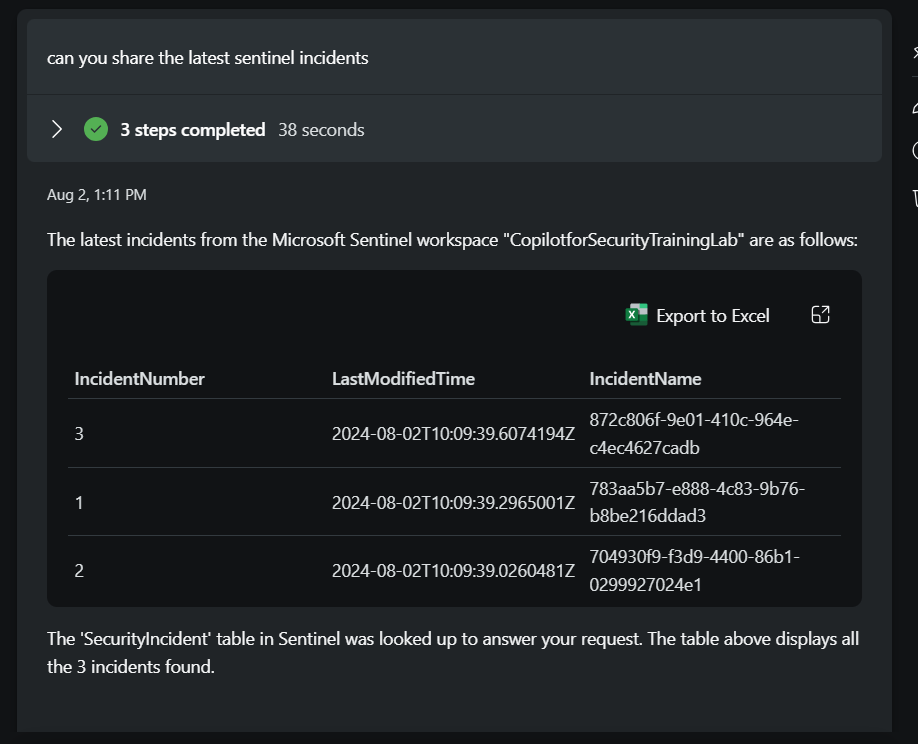 can you share the latest sentinel incidents
3 steps completed 38 seconds
Aug 2, 1:11 PM
The latest incidents from the Microsoft Sentinel workspace "CopilotforSecurityTrainingLab" are as follows:
Export to Excel
IncidentNumber LastModifiedTime IncidentName
3 2024-08-02T10:09:39.6074194Z 872c806f-9e01-410c-964e-
c4ec4627cadb
1 2024-08-02T10:09:39.2965001Z 783aa5b7-e888-4c83-9b76-
b8be216ddad3
2 2024-08-02T10:09:39.0260481Z 704930f9-f3d9-4400-86b1-
0299927024e1
The 'SecurityIncident' table in Sentinel was looked up to answer your request. The table above displays all
the 3 incidents found.